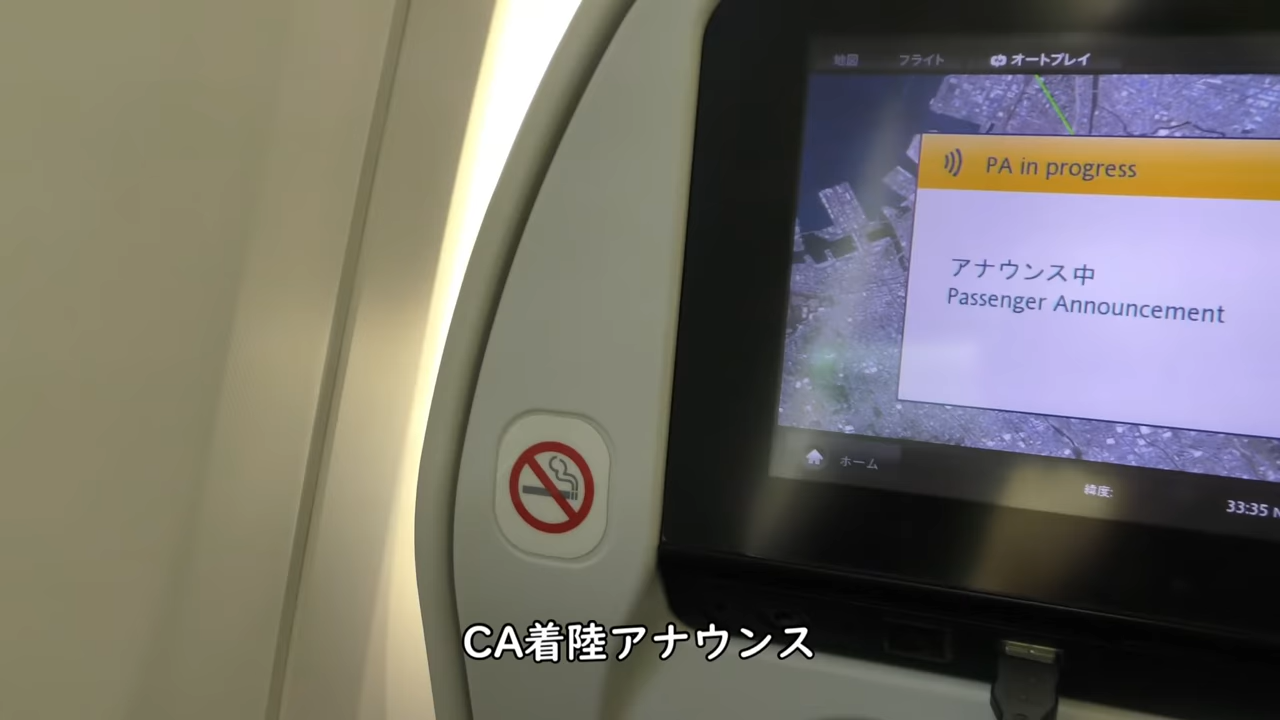 地図 フライト オートプレイ
PA in progress
アナウンス中
Passenger Announcement
ホーム
緯度:
33:35 N
CA着陸アナウンス